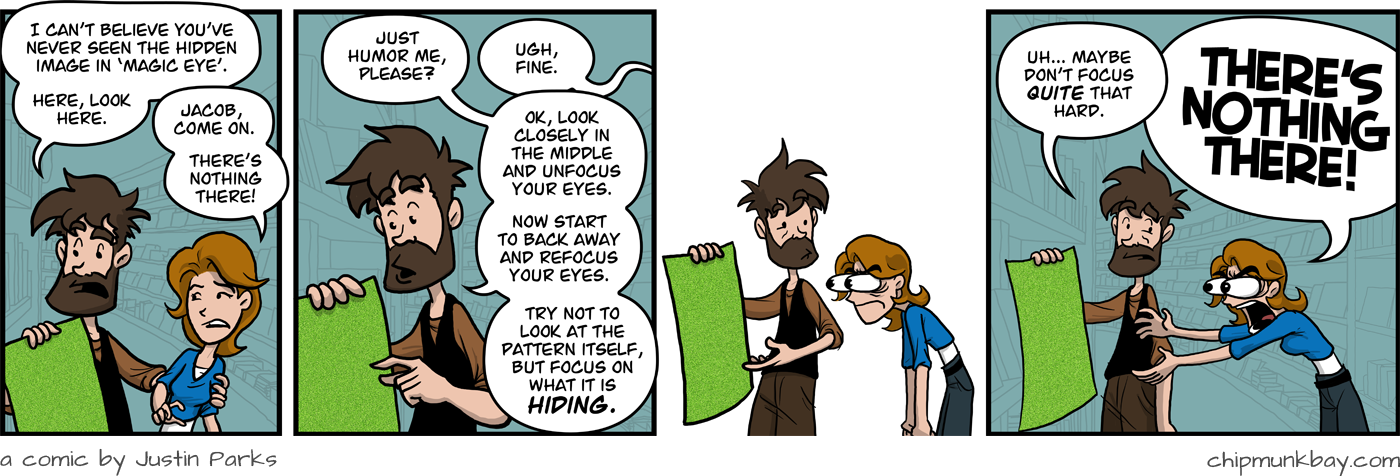 I CAN'T BELIEVE YOU'VE
NEVER SEEN THE HIDDEN
IMAGE IN 'MAGIC EYE'.
HERE, LOOK
HERE.
JACOB,
COME ON.
THERE'S
NOTHING
THERE!
JUST
HUMOR ME,
PLEASE?
UGH,
FINE.
OK, LOOK
CLOSELY IN
THE MIDDLE
AND UNFOCUS
YOUR EYES.
NOW START
TO BACK AWAY
AND REFOCUS
YOUR EYES.
TRY NOT TO
LOOK AT THE
PATTERN ITSELF,
BUT FOCUS ON
WHAT IT IS
HIDING.
UH... MAYBE
DON'T FOCUS
QUITE THAT
HARD.
THERE'S
NOTHING
THERE!
a comic by Justin Parks
chipmunkbay.com